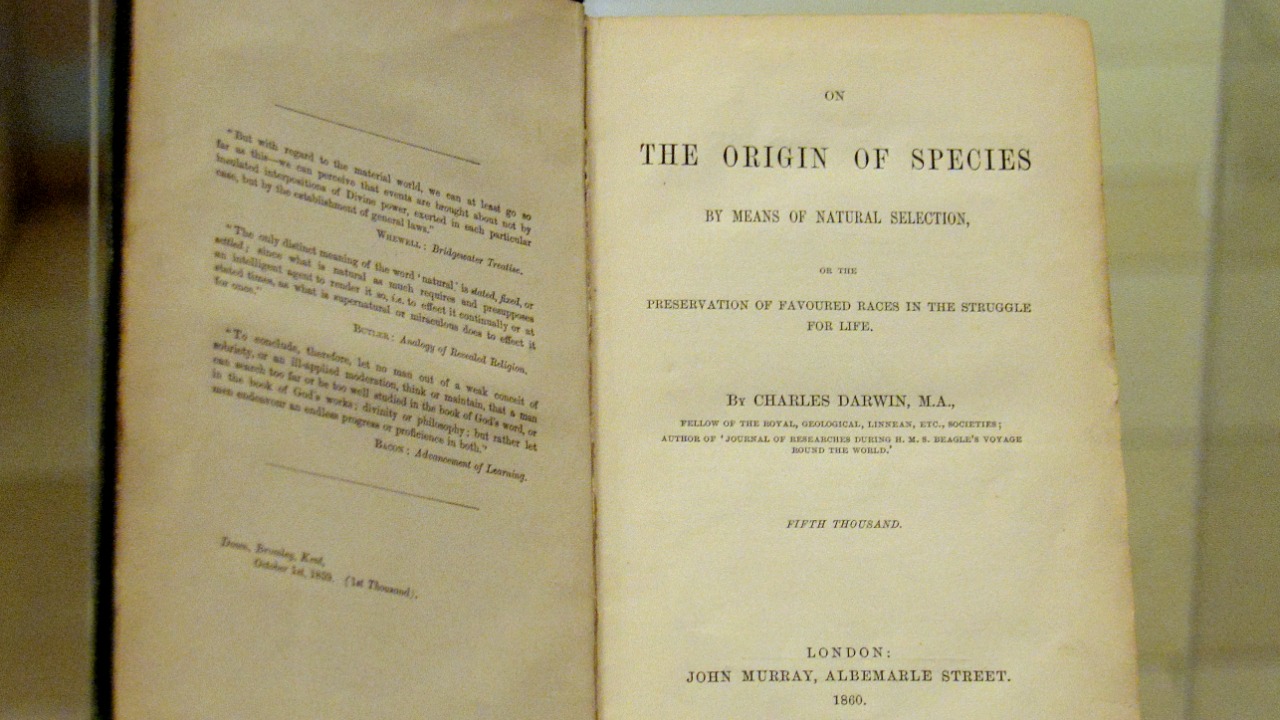 "But with regard to the material world, we can at least go so
far as this—we can perceive that events are brought about not by
insulated interpositions of Divine power, exerted in each particular
case, but by the establishment of general laws."
WHEWELL: Bridgewater Treatise.
"The only distinct meaning of the word 'natural' is stated, fixed, or
settled; since what is natural as much requires and presupposes
an intelligent agent to render it so, i.e. to effect it continually or at
stated times, as what is supernatural or miraculous does to effect it
for once."
BUTLER: Analogy of Revealed Religion.
"To conclude, therefore, let no man out of a weak conceit of
sobriety, or an ill-applied moderation, think or maintain, that a man
can search too far or be too well studied in the book of God's word, or
in the book of God's works; divinity or philosophy; but rather let
men endeavour an endless progress or proficience in both."
BACON: Advancement of Learning.
Down, Bromley, Kent,
October 1st, 1859. (1st Thousand).
ON
THE ORIGIN OF SPECIES
BY MEANS OF NATURAL SELECTION,
OR THE
PRESERVATION OF FAVOURED RACES IN THE STRUGGLE
FOR LIFE.
BY CHARLES DARWIN, M.A.,
FELLOW OF THE ROYAL, GEOLOGICAL, LINNEAN, ETC., SOCIETIES;
AUTHOR OF 'JOURNAL OF RESEARCHES DURING H. M. S. BEAGLE'S VOYAGE
ROUND THE WORLD.'
FIFTH THOUSAND.
LONDON:
JOHN MURRAY, ALBEMARLE STREET.
1860.